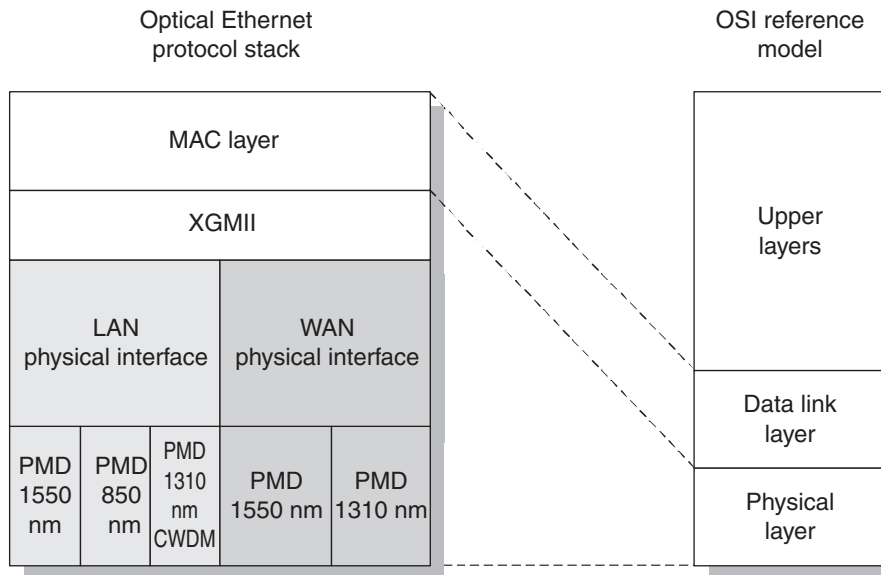 Optical Ethernet
protocol stack
OSI reference
model
MAC layer
XGMII
LAN
physical interface
WAN
physical interface
PMD
1550
nm
PMD
850
nm
PMD
1310
nm
CWDM
PMD
1550 nm
PMD
1310 nm
Upper
layers
Data link
layer
Physical
layer